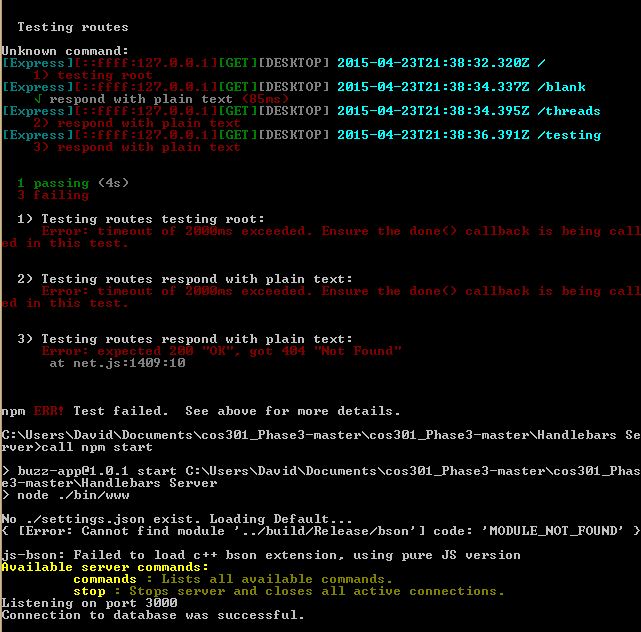 Testing routes
Unknown command:
[Express][::ffff:127.0.0.1][GET][DESKTOP] 2015-04-23T21:38:32.320Z /
1) testing root
[Express][::ffff:127.0.0.1][GET][DESKTOP] 2015-04-23T21:38:34.337Z /blank
√ respond with plain text (85ms)
[Express][::ffff:127.0.0.1][GET][DESKTOP] 2015-04-23T21:38:34.395Z /threads
2) respond with plain text
[Express][::ffff:127.0.0.1][GET][DESKTOP] 2015-04-23T21:38:36.391Z /testing
3) respond with plain text
1 passing (4s)
3 failing
1) Testing routes testing root:
Error: timeout of 2000ms exceeded. Ensure the done() callback is being call
ed in this test.
2) Testing routes respond with plain text:
Error: timeout of 2000ms exceeded. Ensure the done() callback is being call
ed in this test.
3) Testing routes respond with plain text:
Error: expected 200 "OK", got 404 "Not Found"
at net.js:1409:10
npm ERR! Test failed.  See above for more details.
C:\Users\David\Documents\cos301_Phase3-master\cos301_Phase3-master\Handlebars Se
rver>call npm start
> buzz-app@1.0.1 start C:\Users\David\Documents\cos301_Phase3-master\cos301_Phas
e3-master\Handlebars Server
> node ./bin/www
No ./settings.json exist. Loading Default...
{ [Error: Cannot find module '../build/Release/bson'] code: 'MODULE_NOT_FOUND' }
js-bson: Failed to load c++ bson extension, using pure JS version
Available server commands:
commands : Lists all available commands.
stop : Stops server and closes all active connections.
Listening on port 3000
Connection to database was successful.